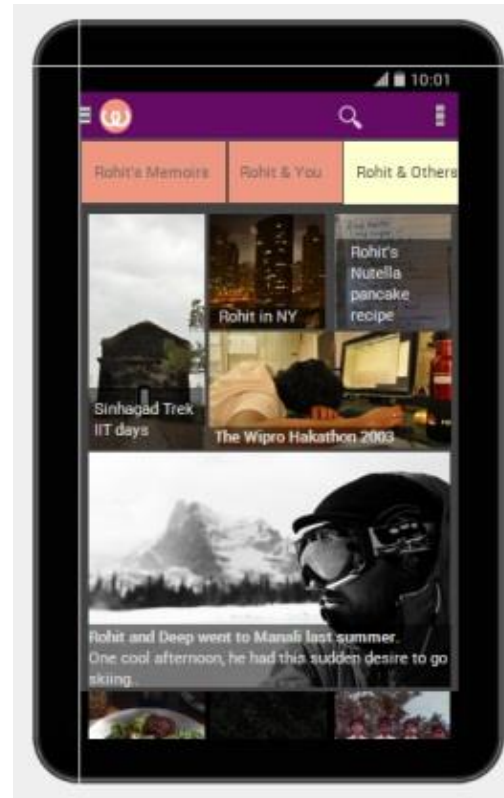 10:01
Rohit's Memoirs
Rohit & You
Rohit & Others
Rohit in NY
Rohit's
Nutella
pancake
recipe
Sinhagad Trek
IIT days
The Wipro Hakathon 2003
Rohit and Deep went to Manali last summer.
One cool afternoon, he had this sudden desire to go
skiing..